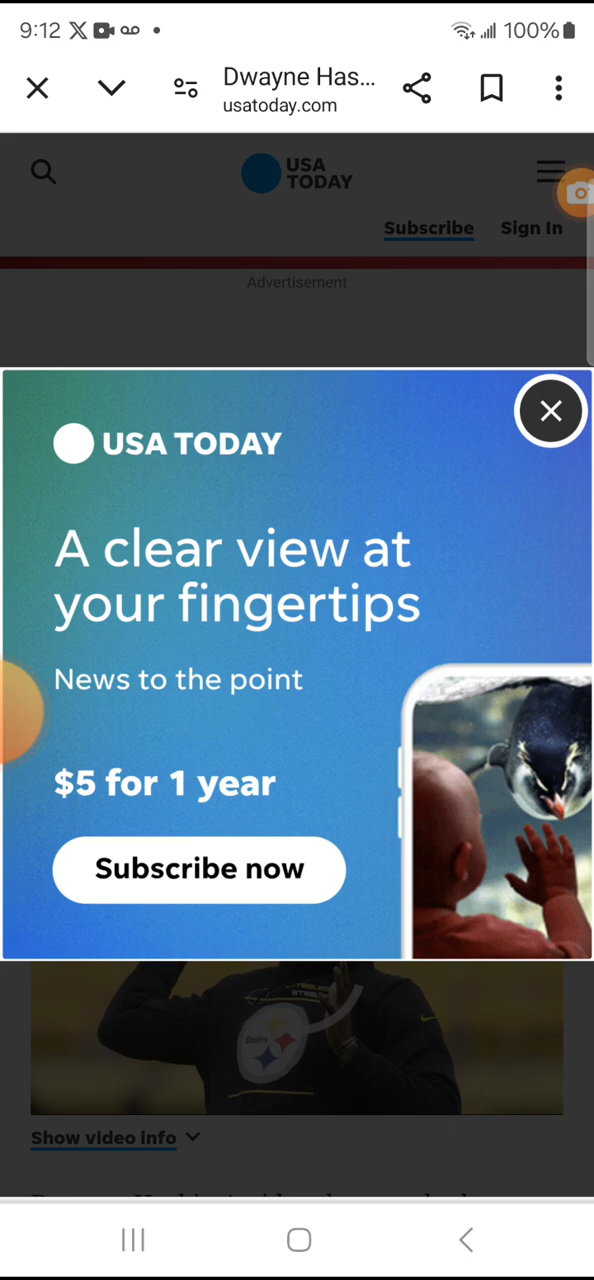 9:12 100%
Dwayne Has...
usatoday.com
USA
TODAY
Subscribe Sign In
Advertisement
USA TODAY
A clear view at
your fingertips
News to the point
$5 for 1 year
Subscribe now
Steelers
Show video info